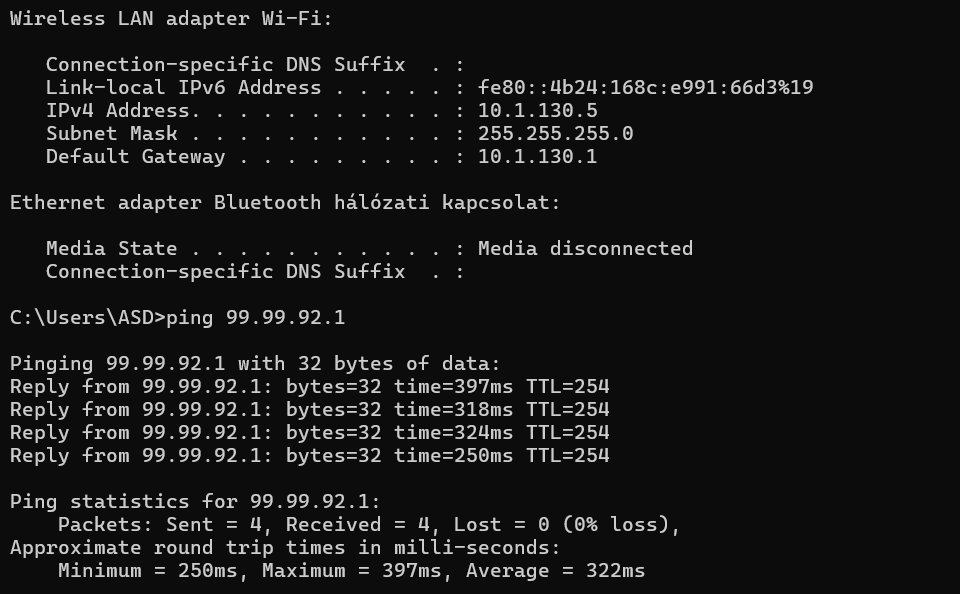 Wireless LAN adapter Wi-Fi:
Connection-specific DNS Suffix  . :
Link-local IPv6 Address . . . . . : fe80::4b24:168c:e991:66d3%19
IPv4 Address. . . . . . . . . . . : 10.1.130.5
Subnet Mask . . . . . . . . . . . : 255.255.255.0
Default Gateway . . . . . . . . . : 10.1.130.1
Ethernet adapter Bluetooth hálózati kapcsolat:
Media State . . . . . . . . . . . : Media disconnected
Connection-specific DNS Suffix  . :
C:\Users\ASD>ping 99.99.92.1
Pinging 99.99.92.1 with 32 bytes of data:
Reply from 99.99.92.1: bytes=32 time=397ms TTL=254
Reply from 99.99.92.1: bytes=32 time=318ms TTL=254
Reply from 99.99.92.1: bytes=32 time=324ms TTL=254
Reply from 99.99.92.1: bytes=32 time=250ms TTL=254
Ping statistics for 99.99.92.1:
Packets: Sent = 4, Received = 4, Lost = 0 (0% loss),
Approximate round trip times in milli-seconds:
Minimum = 250ms, Maximum = 397ms, Average = 322ms